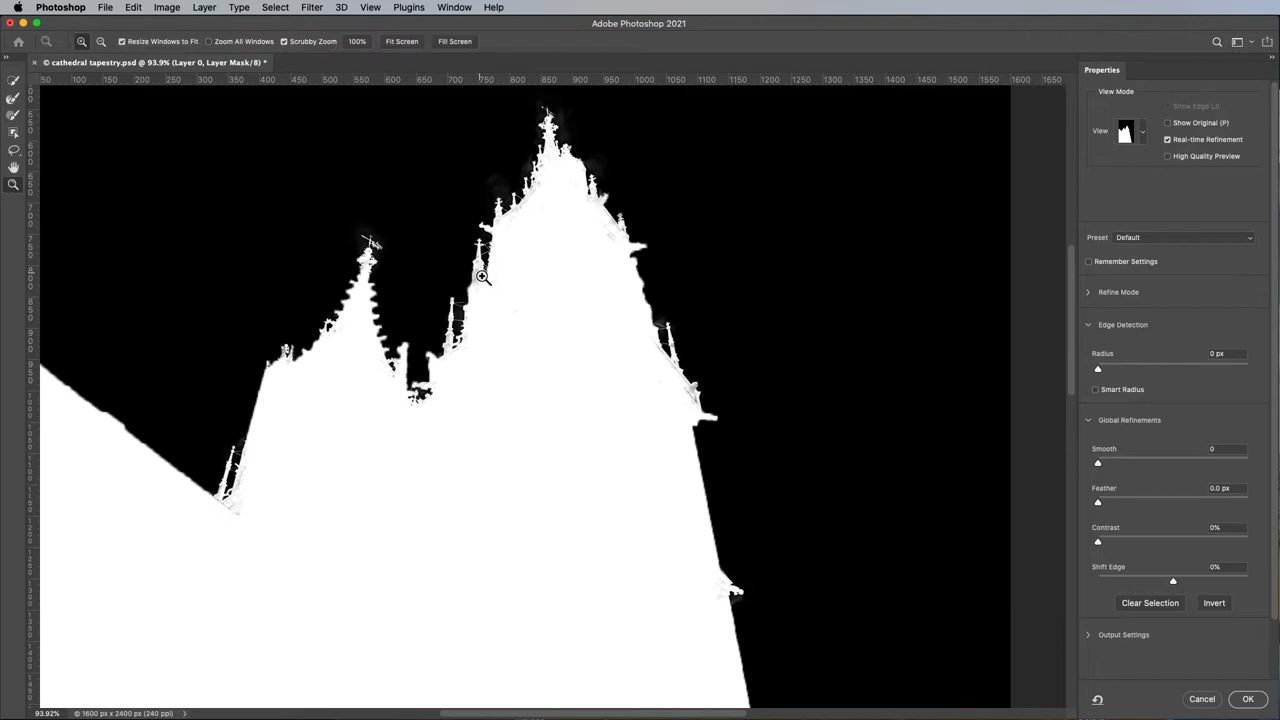 Photoshop File Edit Image Layer Type Select Filter 3D View Plugins Window Help
Adobe Photoshop 2021
Resize Windows to Fit Zoom All Windows Scrubby Zoom 100% Fit Screen Fill Screen
× © cathedral tapestry.psd @ 93.9% (Layer 0, Layer Mask/8) *
50 400 450 500 550 600 650 700 750 800 850 900 950 1000 1050 1100 1150 1200 1250 1300 1350 1400 1450 1500 1550 1600 1650
Properties
View Mode
Show Edge (J)
Show Original (P)
View
Real-time Refinement
High Quality Preview
Preset Default
Remember Settings
Refine Mode
Edge Detection
Radius 0 px
Smart Radius
Global Refinements
Smooth 0
Feather 0.0 px
Contrast 0%
Shift Edge 0%
Clear Selection Invert
Output Settings
Cancel OK
93.92% © 1600 px x 2400 px (240 ppi)